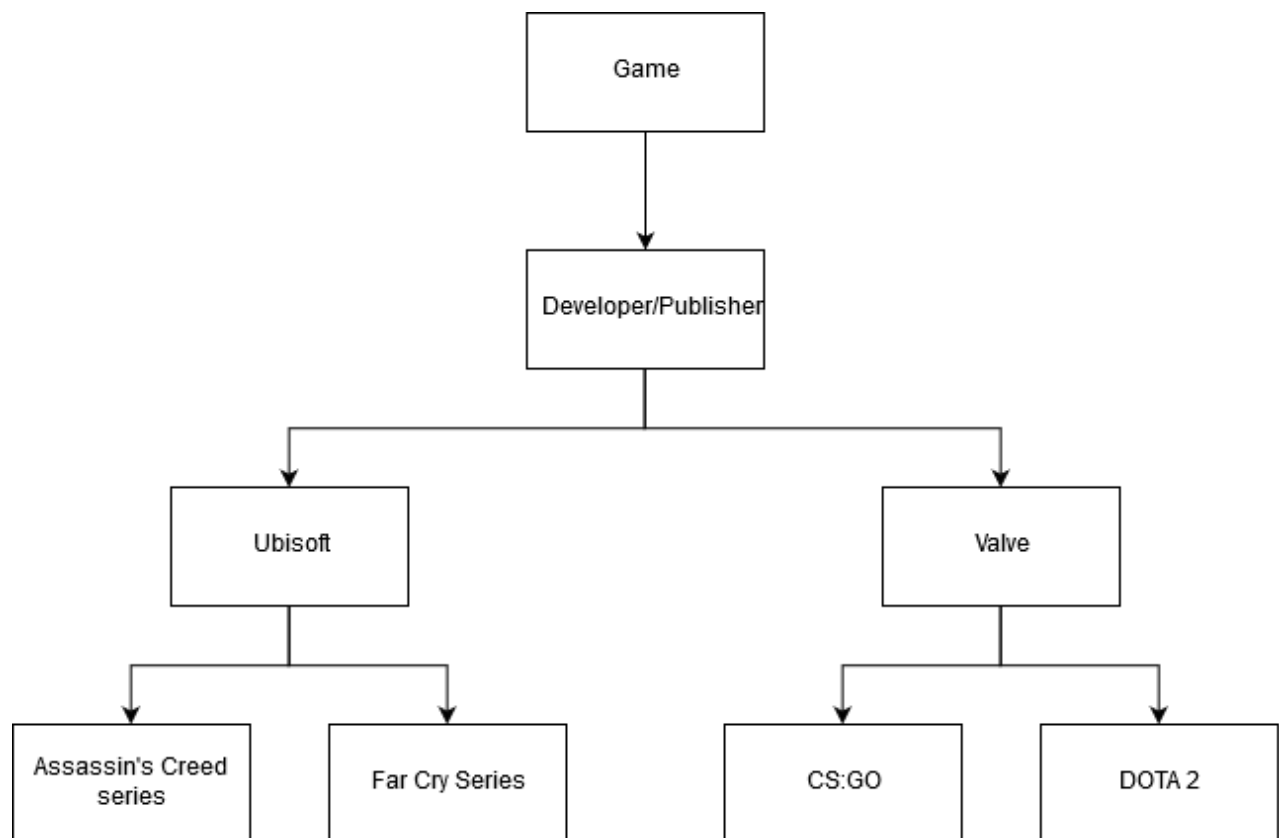 Game
Developer/Publisher
Ubisoft
Valve
Assassin's Creed
series
Far Cry Series
CS:GO
DOTA 2